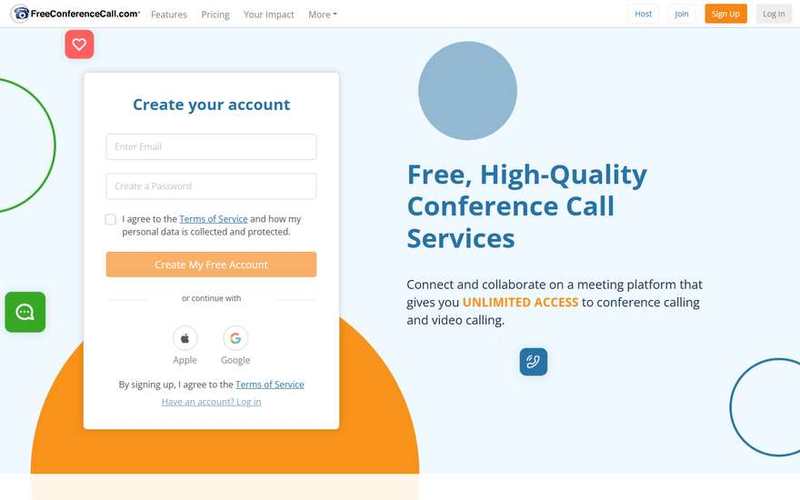 FreeConferenceCall.com®
Features
Pricing
Your Impact
More
Host
Join
Sign Up
Log In
Create your account
Enter Email
Create a Password
I agree to the Terms of Service and how my
personal data is collected and protected.
Create My Free Account
or continue with
Apple
Google
By signing up, I agree to the Terms of Service
Have an account? Log in
Free, High-Quality
Conference Call
Services
Connect and collaborate on a meeting platform that
gives you UNLIMITED ACCESS to conference calling
and video calling.